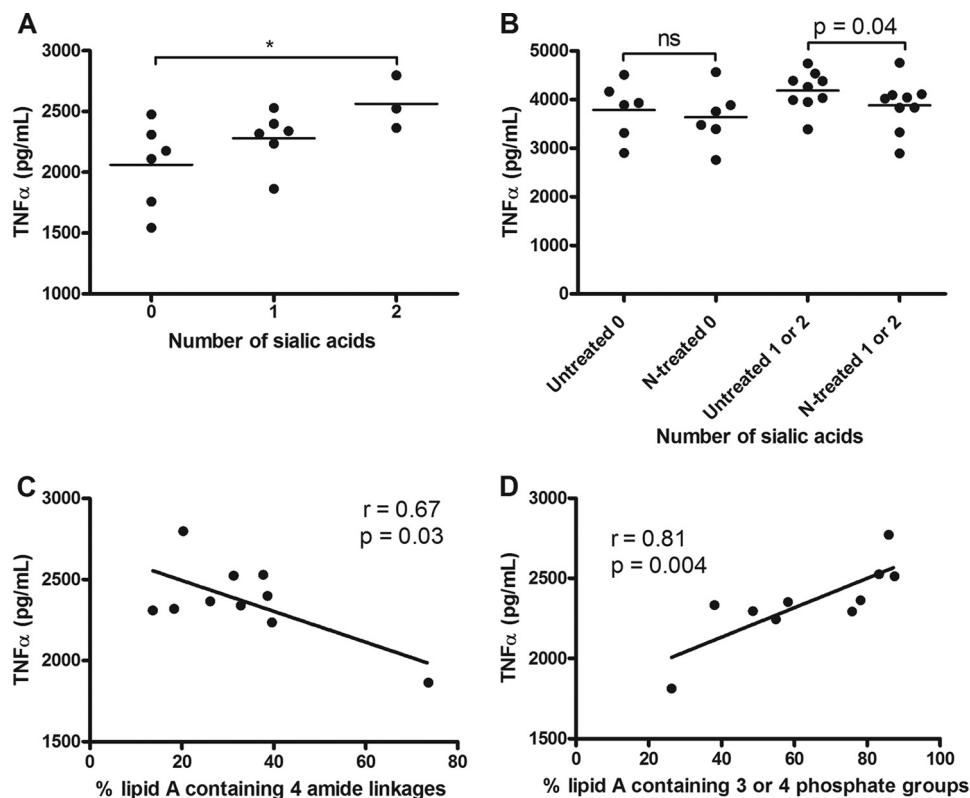 A
*
3000
2500
2000
1500
1000
TNFα (pg/mL)
0 1 2
Number of sialic acids
B
ns
p = 0.04
5000
4000
3000
2000
1000
0
TNFα (pg/mL)
Untreated 0
N-treated 0
Untreated 1 or 2
N-treated 1 or 2
Number of sialic acids
C
r = 0.67
p = 0.03
3000
2500
2000
1500
TNFα (pg/mL)
0 20 40 60 80
% lipid A containing 4 amide linkages
D
r = 0.81
p = 0.004
3000
2500
2000
1500
TNFα (pg/mL)
0 20 40 60 80 100
% lipid A containing 3 or 4 phosphate groups